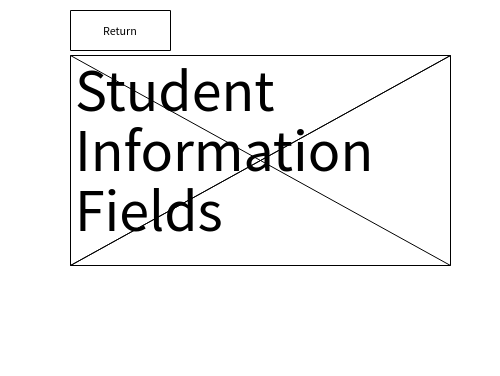 Return
Student
Information
Fields